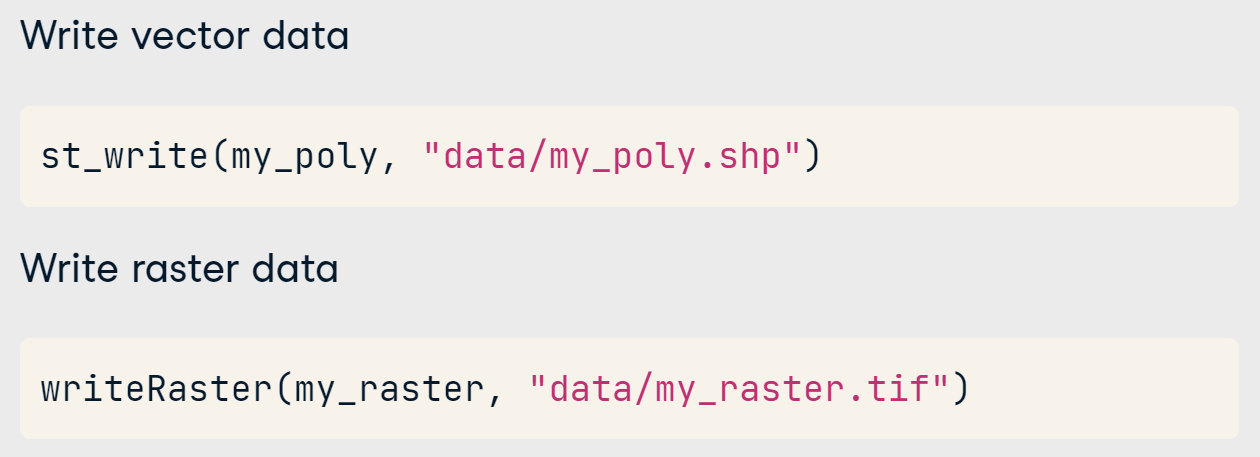 Write vector data
st_write(my_poly, "data/my_poly.shp")
Write raster data
writeRaster(my_raster, "data/my_raster.tif")